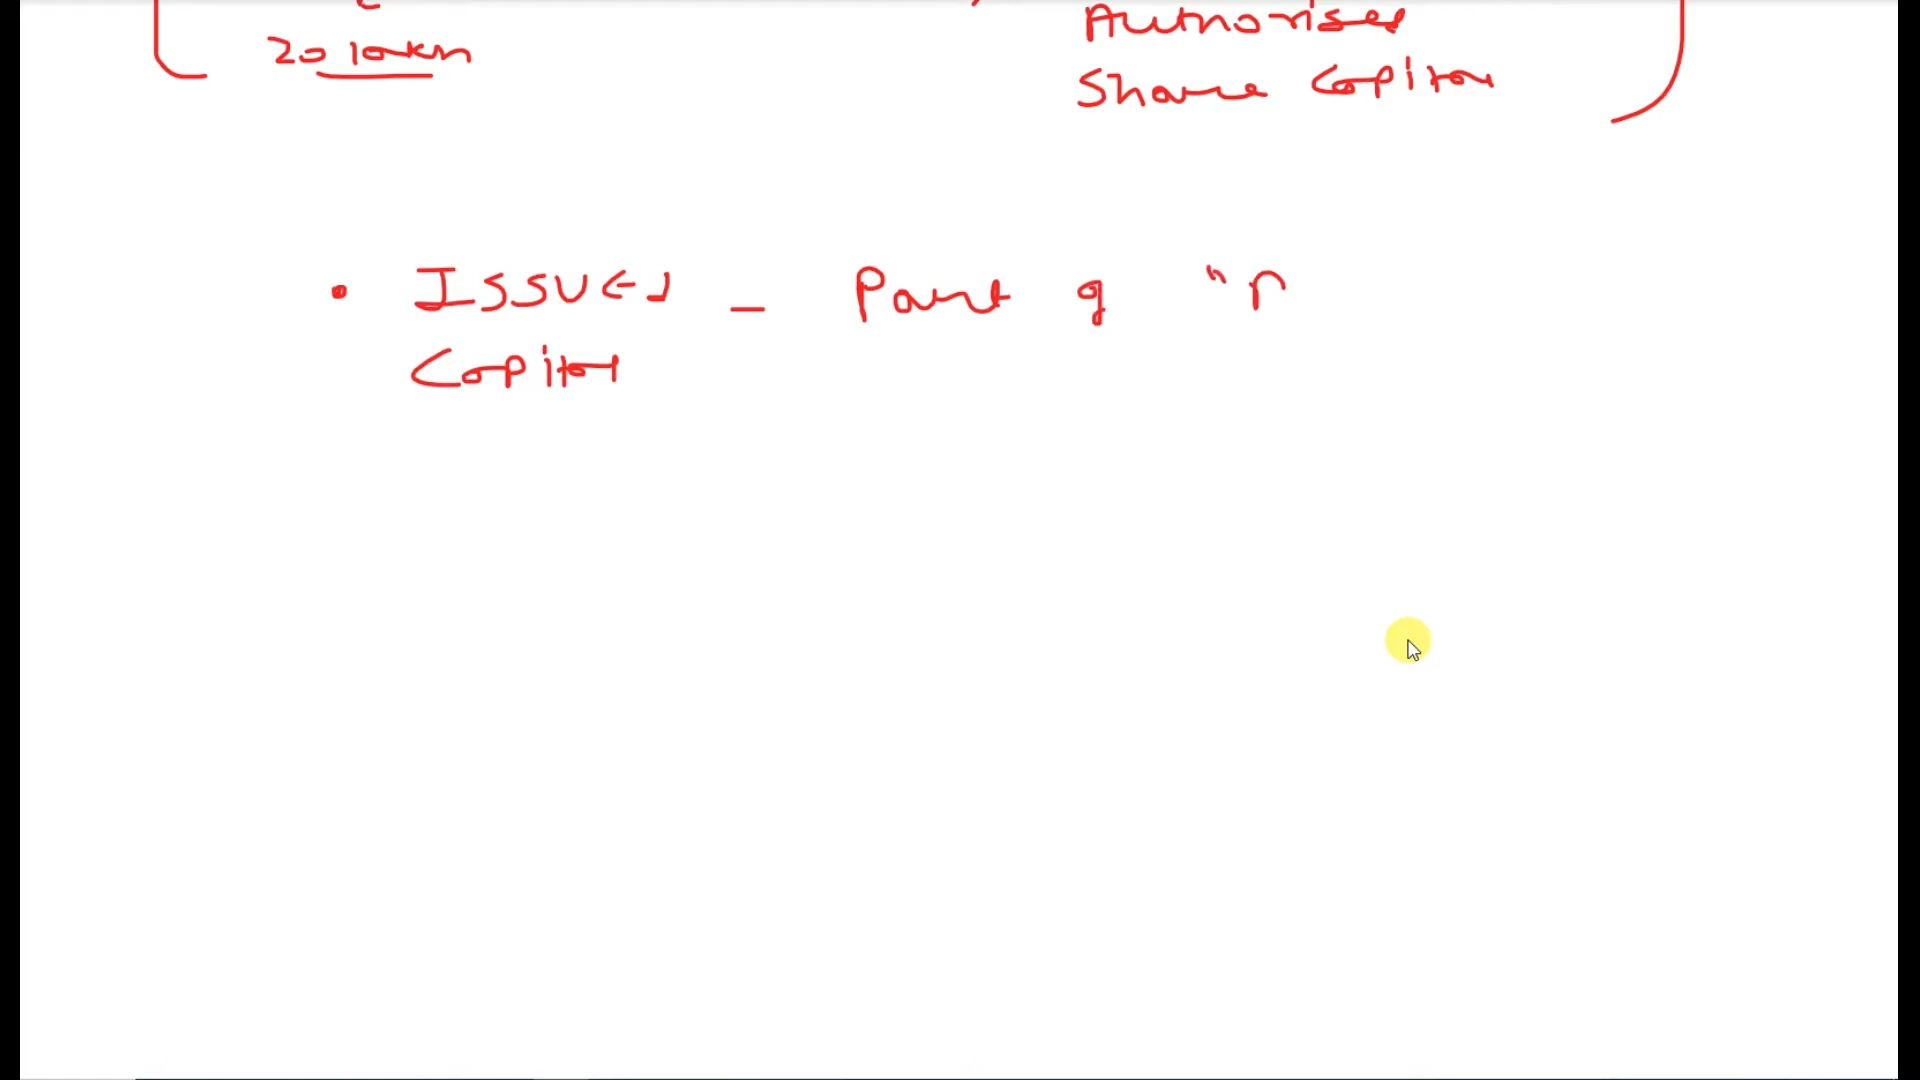 20 lakh
Authorised
Share Capital
• Issued - Part of "
Capital